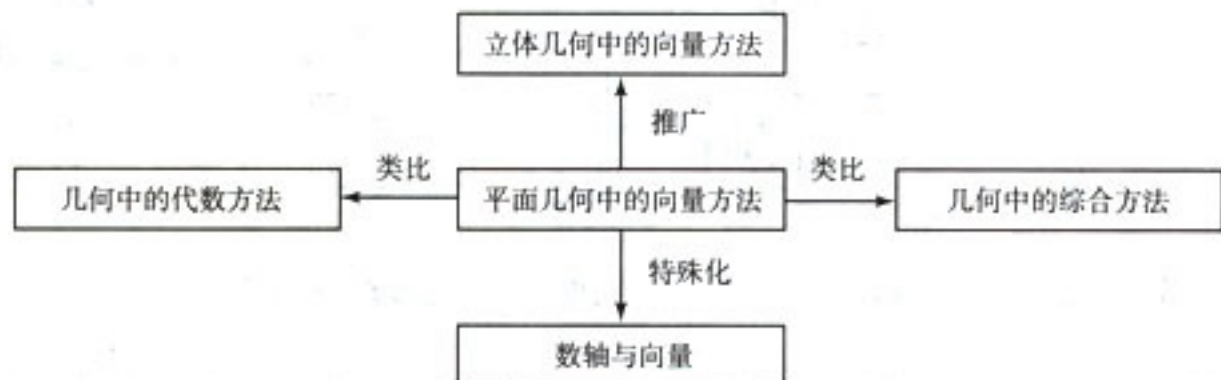 立体几何中的向量方法
推广
类比
类比
几何中的代数方法
平面几何中的向量方法
几何中的综合方法
特殊化
数轴与向量